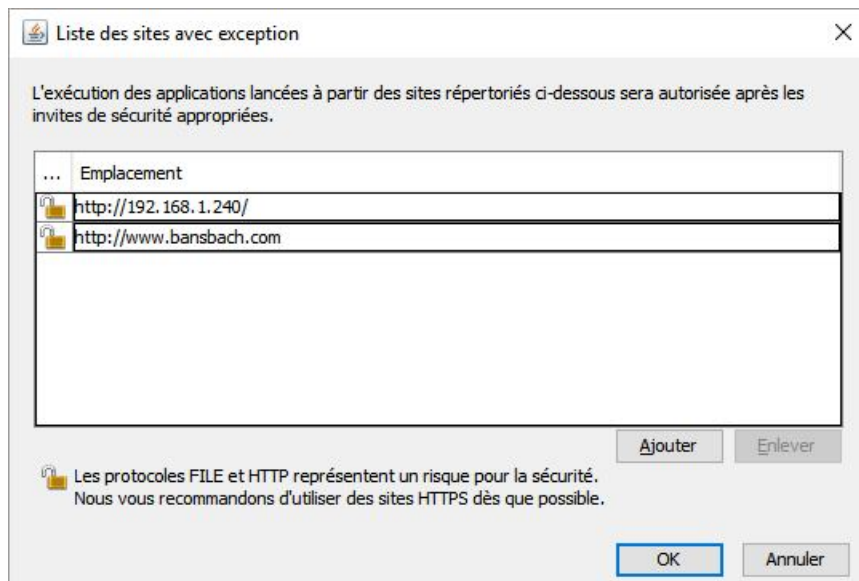 Liste des sites avec exception
L'exécution des applications lancées à partir des sites répertoriés ci-dessous sera autorisée après les
invites de sécurité appropriées.
... Emplacement
http://192.168.1.240/
http://www.bansbach.com
Ajouter Enlever
Les protocoles FILE et HTTP représentent un risque pour la sécurité.
Nous vous recommandons d'utiliser des sites HTTPS dès que possible.
OK Annuler